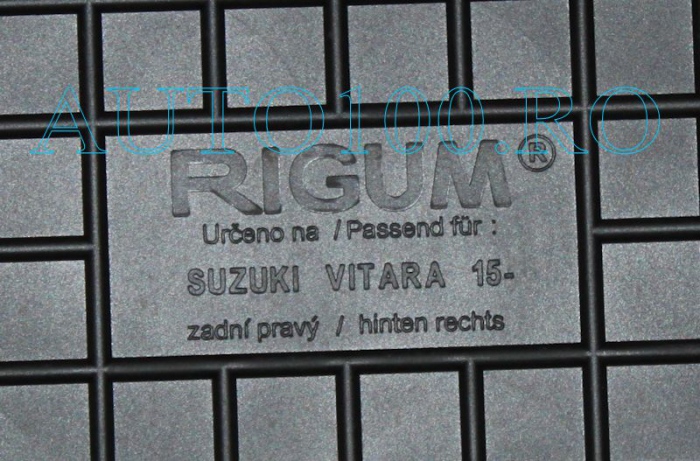 AUTO100.RO
RIGUM®
Určeno na / Passend für :
SUZUKI VITARA 15-
zadní pravý / hinten rechts